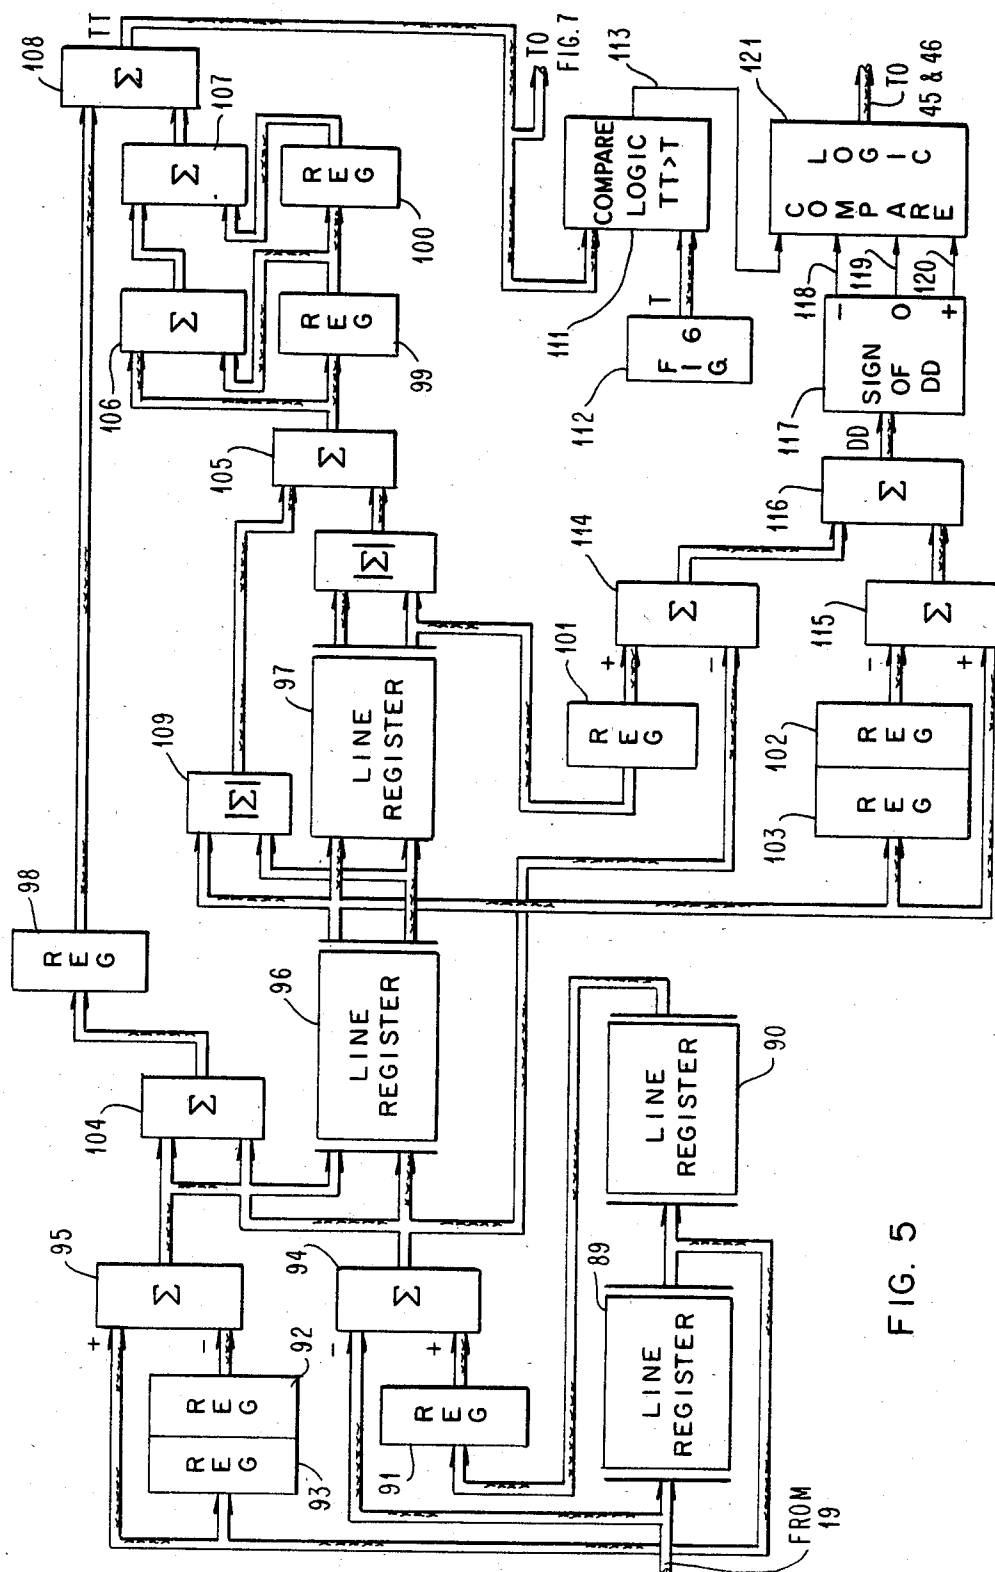 FROM
19
89
LINE
REGISTER
90
LINE
REGISTER
91
REG
+
-
94
Σ
93
REG
92
REG
+
-
95
Σ
104
Σ
98
REG
96
LINE
REGISTER
97
LINE
REGISTER
109
|Σ|
|Σ|
105
Σ
99
REG
100
REG
106
Σ
107
Σ
108
Σ
TT
TO
FIG. 7
101
REG
+
-
114
Σ
103
REG
102
REG
-
+
115
Σ
116
Σ
DD
117
SIGN
OF
DD
-
0
+
118
119
120
112
FIG
6
T
111
COMPARE
LOGIC
TT>T
113
121
COMPARE
LOGIC
TO
45 & 46
FIG. 5